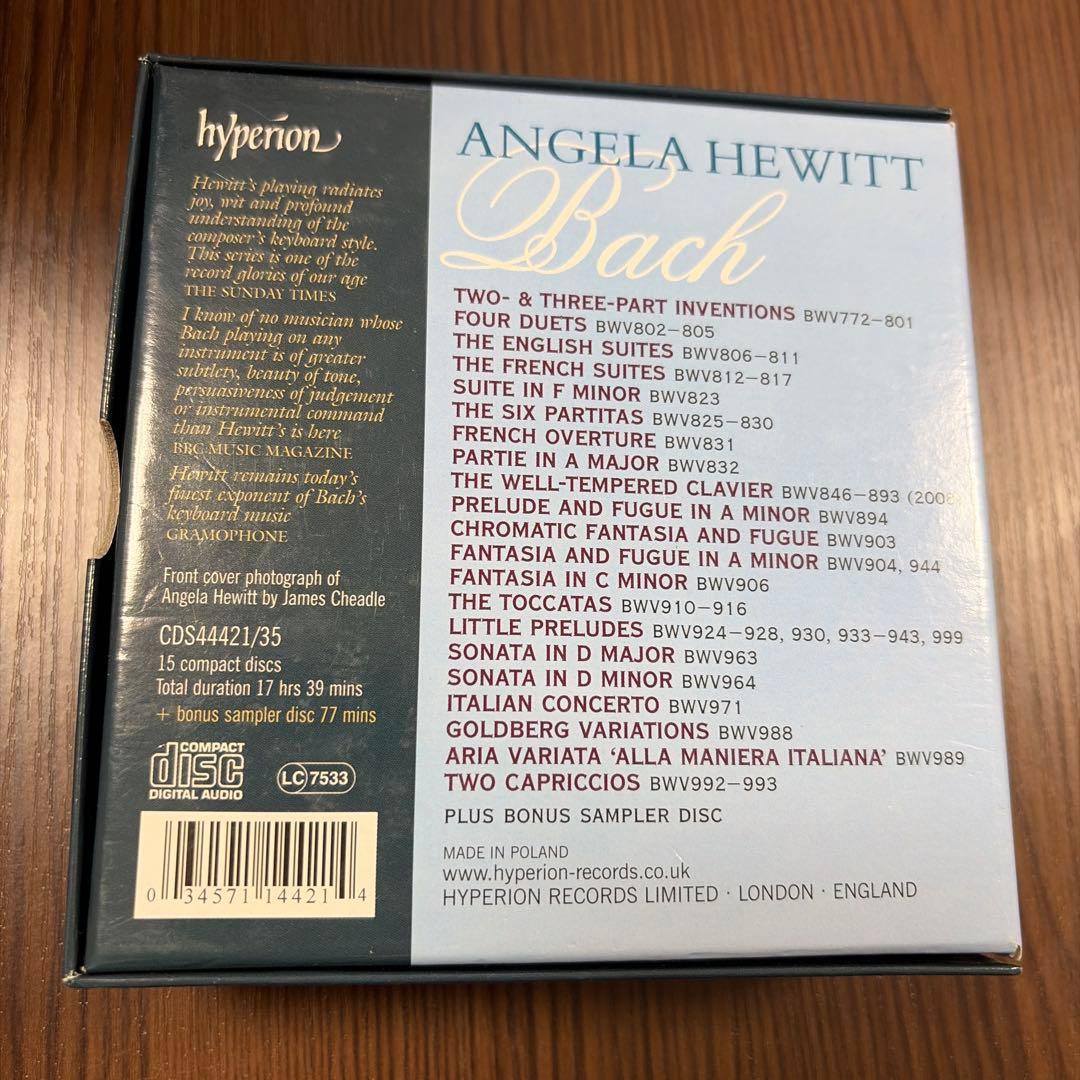 hyperion
Hewitt's playing radiates
joy, wit and profound
understanding of the
composer's keyboard style.
This series is one of the
record glories of our age
THE SUNDAY TIMES
I know of no musician whose
Bach playing on any
instrument is of greater
subtlety, beauty of tone,
persuasiveness of judgement
or instrumental command
than Hewitt's is here
BBC MUSIC MAGAZINE
Hewitt remains today's
finest exponent of Bach's
keyboard music
GRAMOPHONE
Front cover photograph of
Angela Hewitt by James Cheadle
CDS44421/35
15 compact discs
Total duration 17 hrs 39 mins
+ bonus sampler disc 77 mins
COMPACT
disc
DIGITAL AUDIO
LC 7533
0 34571 14421 4
ANGELA HEWITT
Bach
TWO- & THREE-PART INVENTIONS BWV772–801
FOUR DUETS BWV802–805
THE ENGLISH SUITES BWV806–811
THE FRENCH SUITES BWV812–817
SUITE IN F MINOR BWV823
THE SIX PARTITAS BWV825–830
FRENCH OVERTURE BWV831
PARTIE IN A MAJOR BWV832
THE WELL-TEMPERED CLAVIER BWV846–893 (2008
PRELUDE AND FUGUE IN A MINOR BWV894
CHROMATIC FANTASIA AND FUGUE BWV903
FANTASIA AND FUGUE IN A MINOR BWV904, 944
FANTASIA IN C MINOR BWV906
THE TOCCATAS BWV910–916
LITTLE PRELUDES BWV924–928, 930, 933–943, 999
SONATA IN D MAJOR BWV963
SONATA IN D MINOR BWV964
ITALIAN CONCERTO BWV971
GOLDBERG VARIATIONS BWV988
ARIA VARIATA 'ALLA MANIERA ITALIANA' BWV989
TWO CAPRICCIOS BWV992–993
PLUS BONUS SAMPLER DISC
MADE IN POLAND
www.hyperion-records.co.uk
HYPERION RECORDS LIMITED · LONDON · ENGLAND